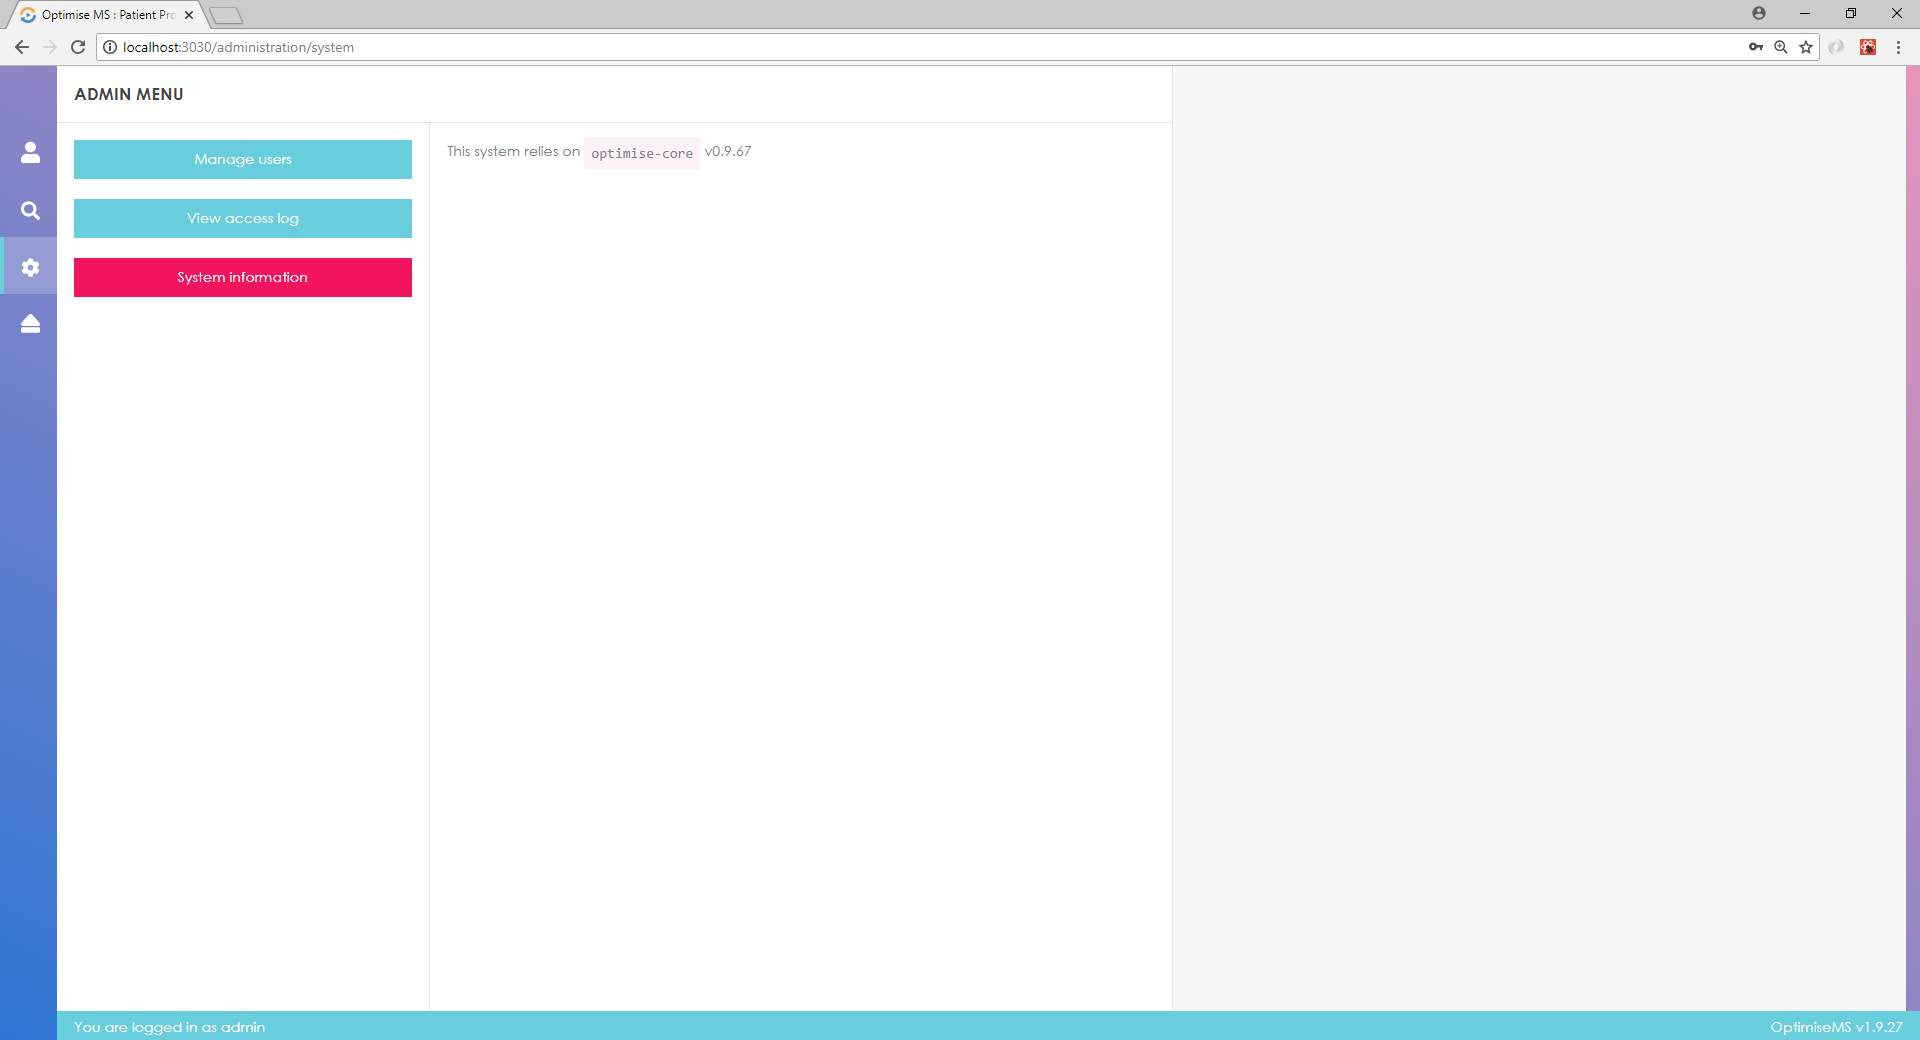 Optimise MS : Patient Pro
localhost:3030/administration/system
ADMIN MENU
Manage users
View access log
System information
This system relies on optimise-core v0.9.67
You are logged in as admin
OptimiseMS v1.9.27